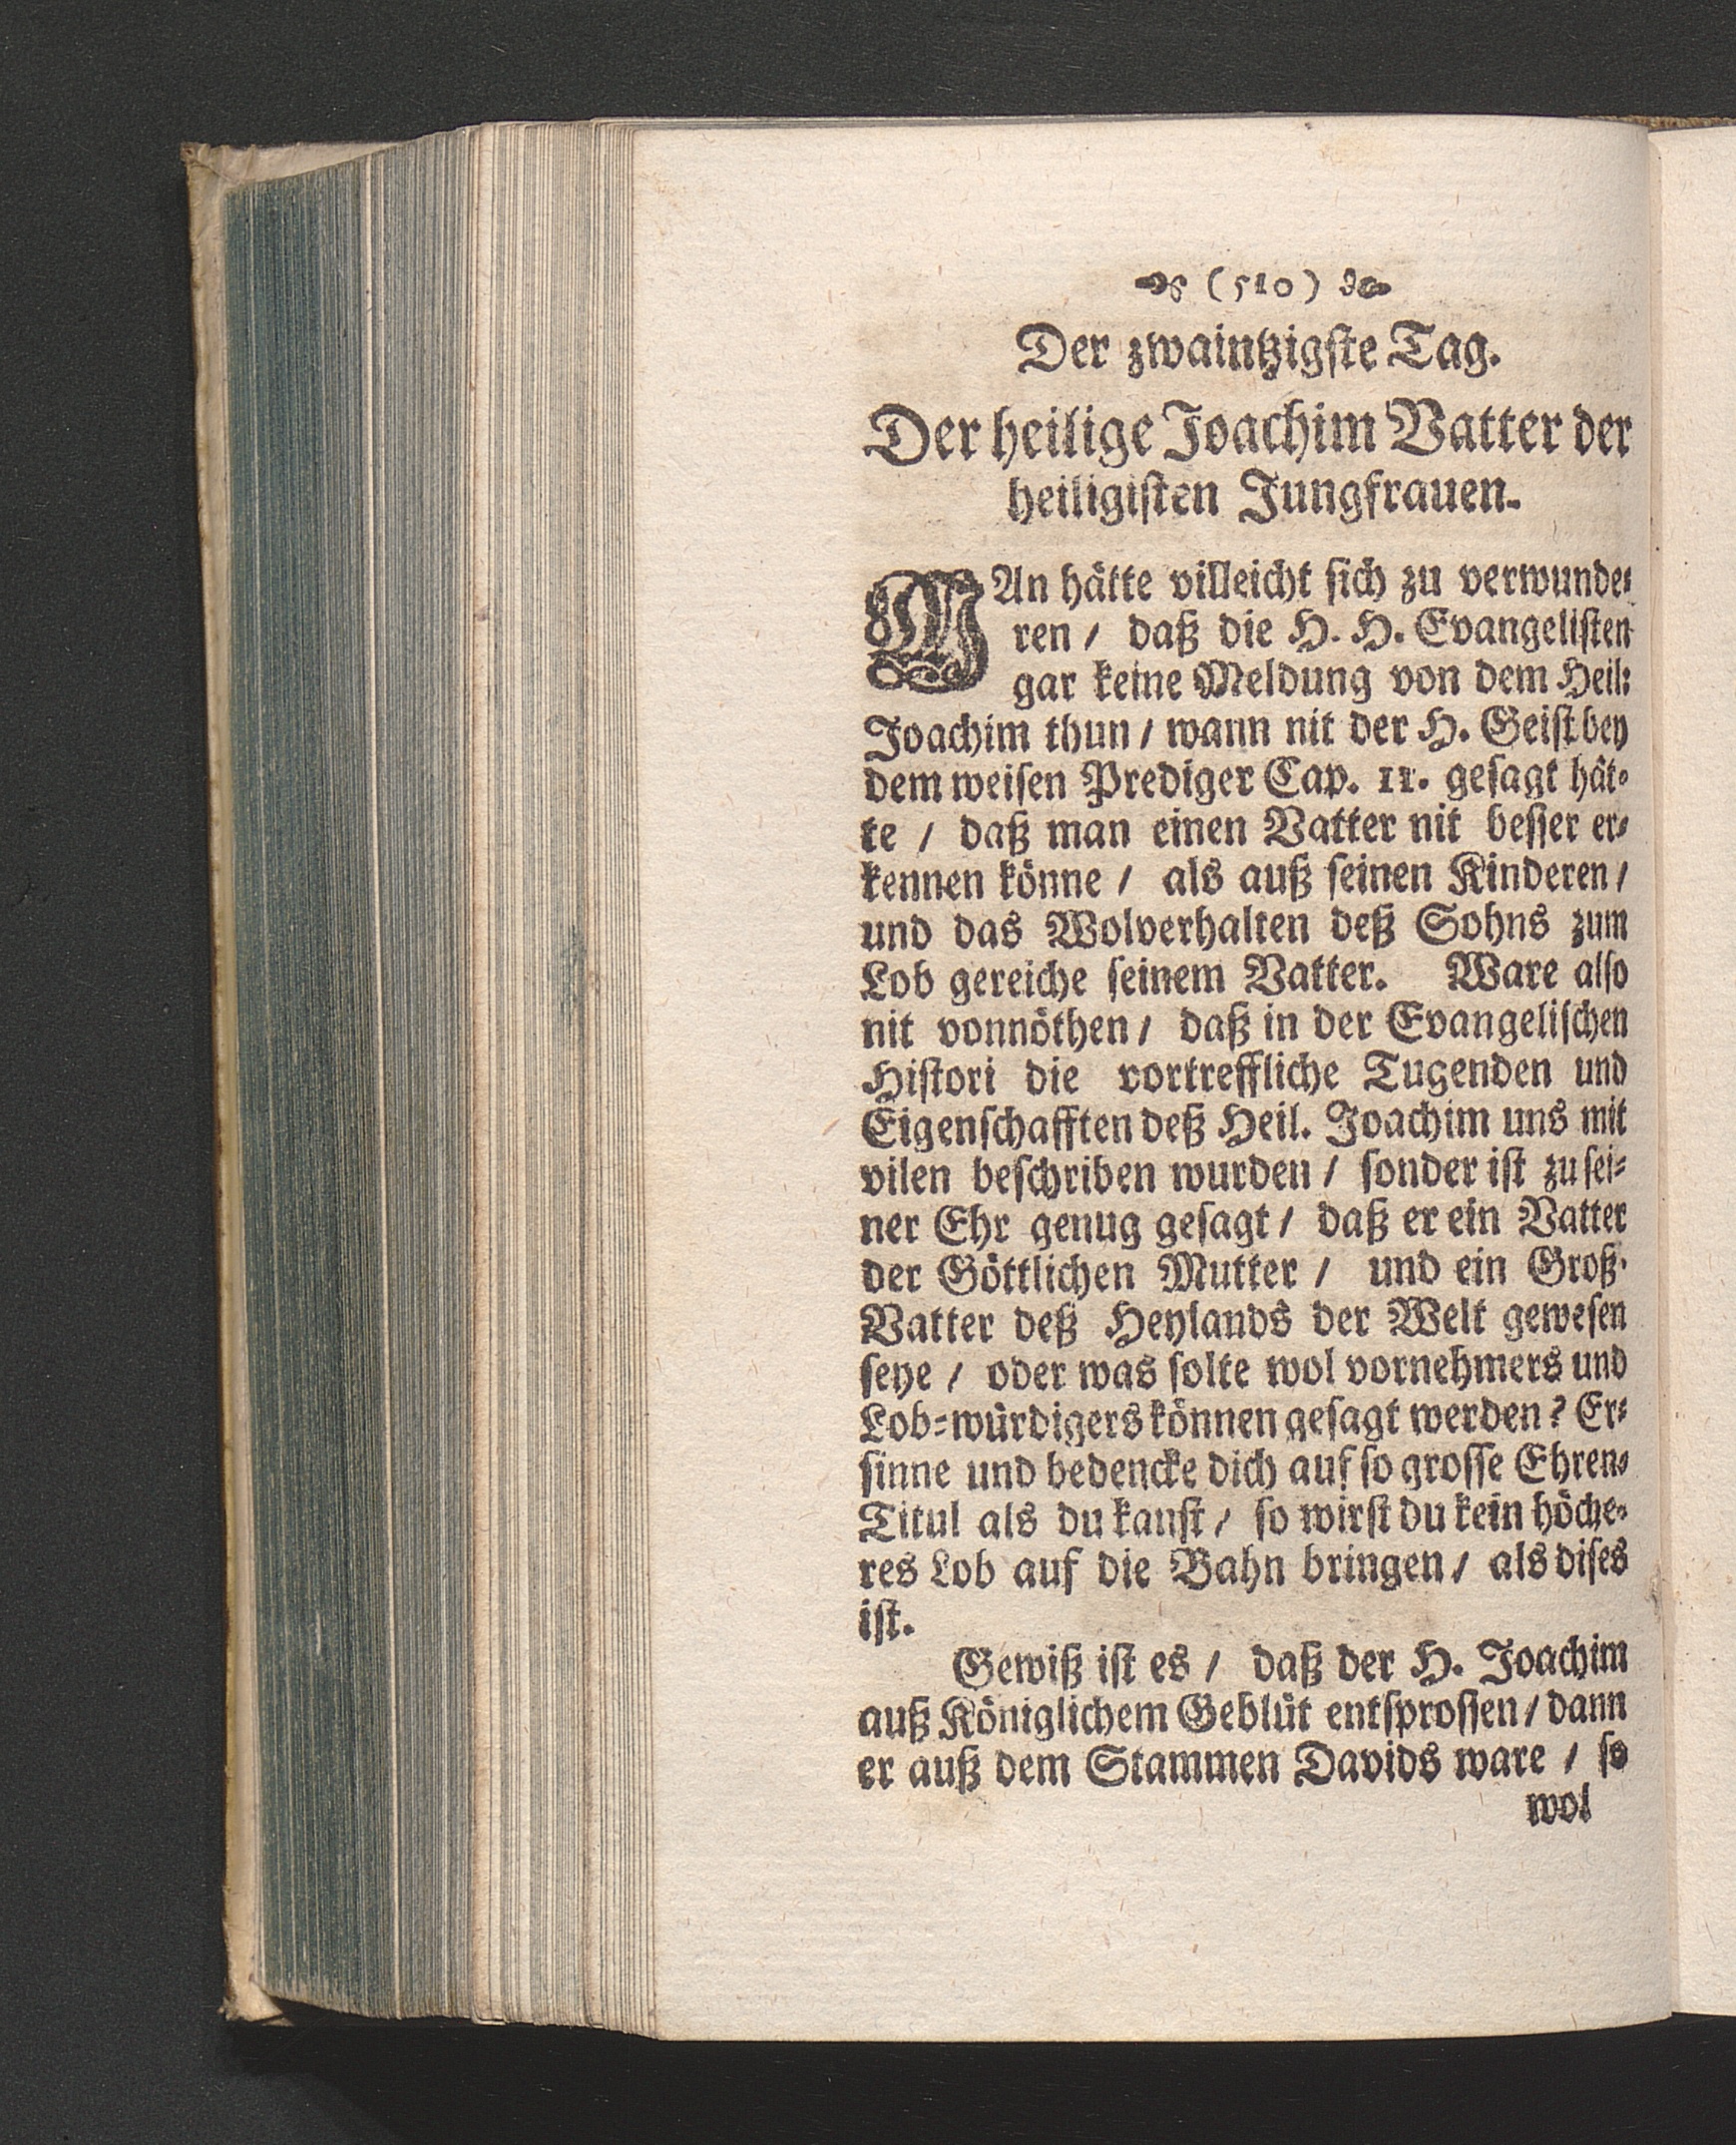 (510)
Der zwaintzigste Tag.
Der heilige Joachim Vatter der
heiligisten Jungfrauen.
MAn hätte villeicht sich zu verwunde-
ren / daß die H. H. Evangelisten
gar keine Meldung von dem Heil:
Joachim thun / wann nit der H. Geist bey
dem weisen Prediger Cap. 11. gesagt hät-
te / daß man einen Vatter nit besser er-
kennen könne / als auß seinen Kinderen /
und das Wolverhalten deß Sohns zum
Lob gereiche seinem Vatter. Ware also
nit vonnöthen / daß in der Evangelischen
Histori die vortreffliche Tugenden und
Eigenschafften deß Heil. Joachim uns mit
vilen beschriben wurden / sonder ist zu sei-
ner Ehr genug gesagt / daß er ein Vatter
der Göttlichen Mutter / und ein Groß-
Vatter deß Heylands der Welt gewesen
seye / oder was solte wol vornehmers und
Lob-würdigers können gesagt werden? Er-
sinne und bedencke dich auf so grosse Ehren-
Titul als du kanst / so wirst du kein höche-
res Lob auf die Bahn bringen / als dises
ist.
Gewiß ist es / daß der H. Joachim
auß Königlichem Geblüt entsprossen / dann
er auß dem Stammen Davids ware / so
wol